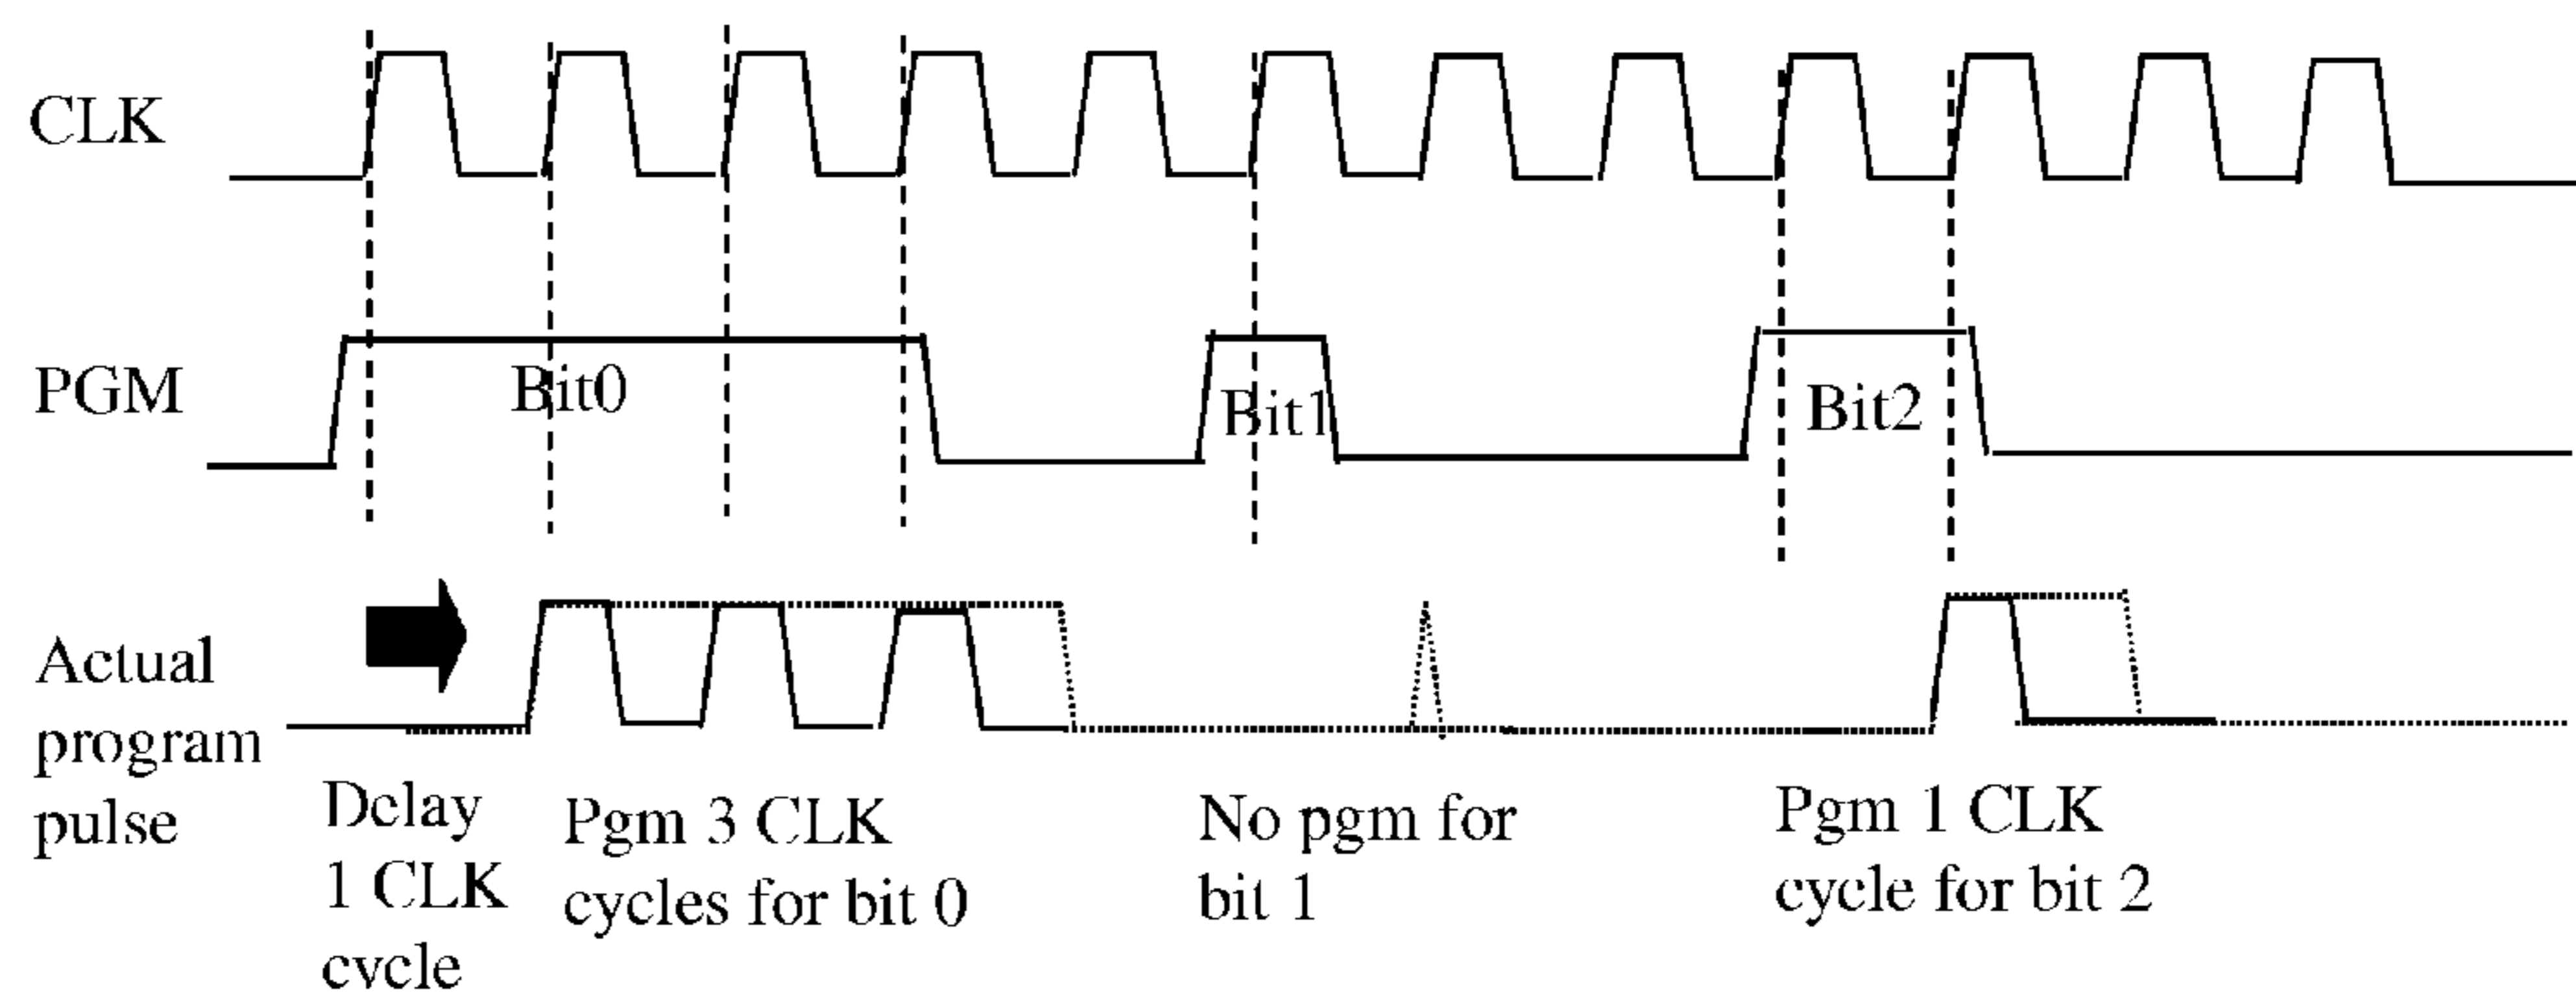 CLK
PGM
Bit0
Bit1
Bit2
Actual
program
pulse
Delay
1 CLK
cycle
Pgm 3 CLK
cycles for bit 0
No pgm for
bit 1
Pgm 1 CLK
cycle for bit 2